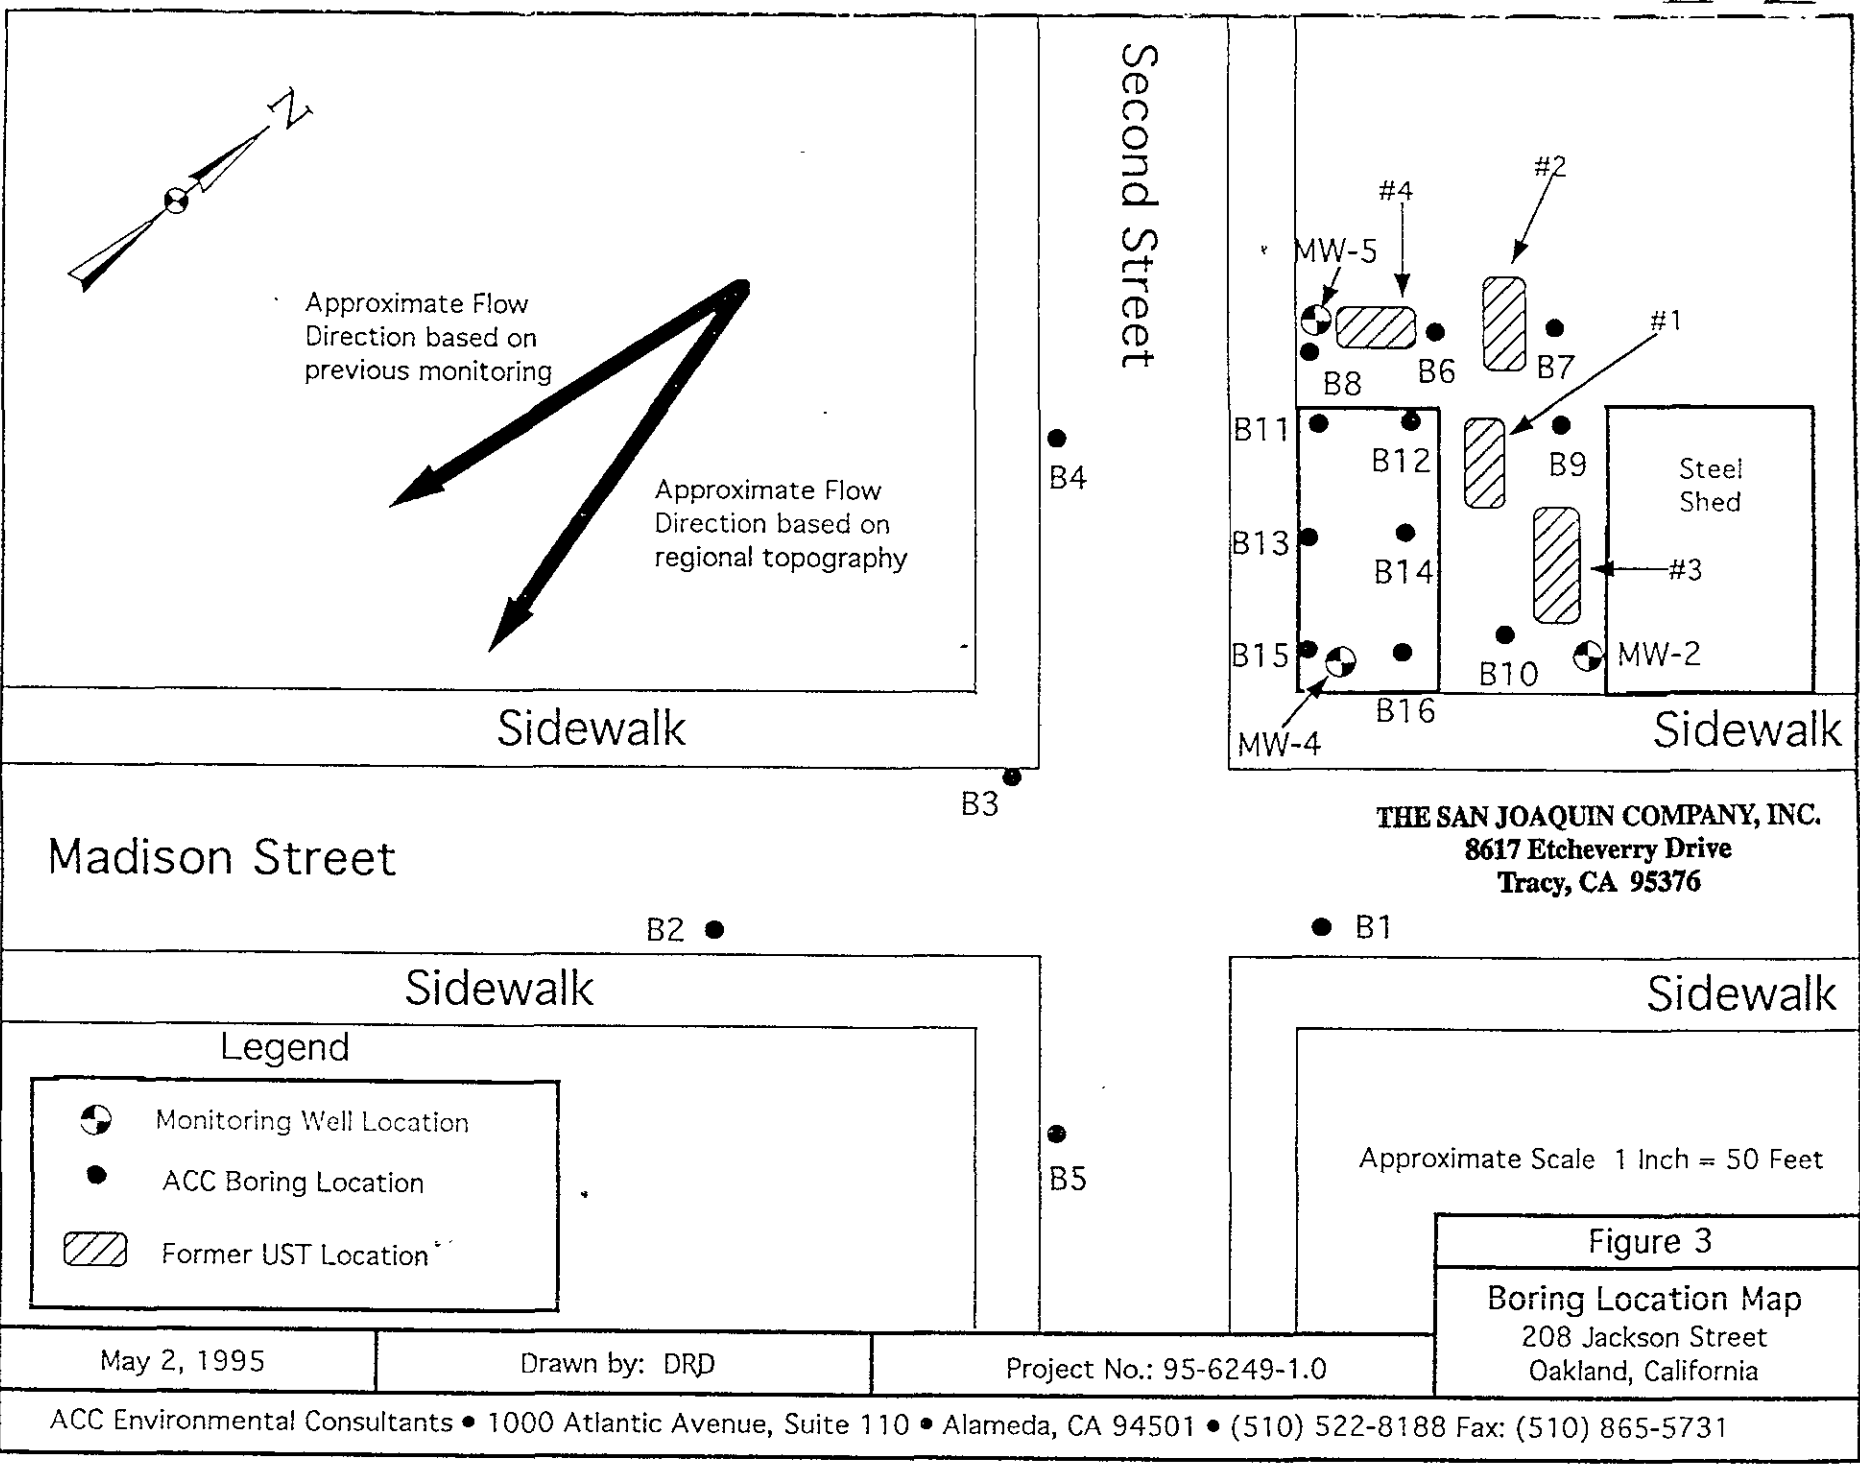 N
Second Street
#2
#4
MW-5
#1
Approximate Flow
Direction based on
previous monitoring
B8
B6
B7
B11
B12
B9
B4
Steel
Shed
Approximate Flow
Direction based on
regional topography
B13
B14
#3
B15
B10
MW-2
B16
MW-4
Sidewalk
Sidewalk
B3
THE SAN JOAQUIN COMPANY, INC.
8617 Etcheverry Drive
Tracy, CA 95376
Madison Street
B2
B1
Sidewalk
Sidewalk
Legend
Monitoring Well Location
ACC Boring Location
Former UST Location
B5
Approximate Scale 1 Inch = 50 Feet
Figure 3
Boring Location Map
208 Jackson Street
Oakland, California
May 2, 1995
Drawn by: DRD
Project No.: 95-6249-1.0
ACC Environmental Consultants • 1000 Atlantic Avenue, Suite 110 • Alameda, CA 94501 • (510) 522-8188 Fax: (510) 865-5731